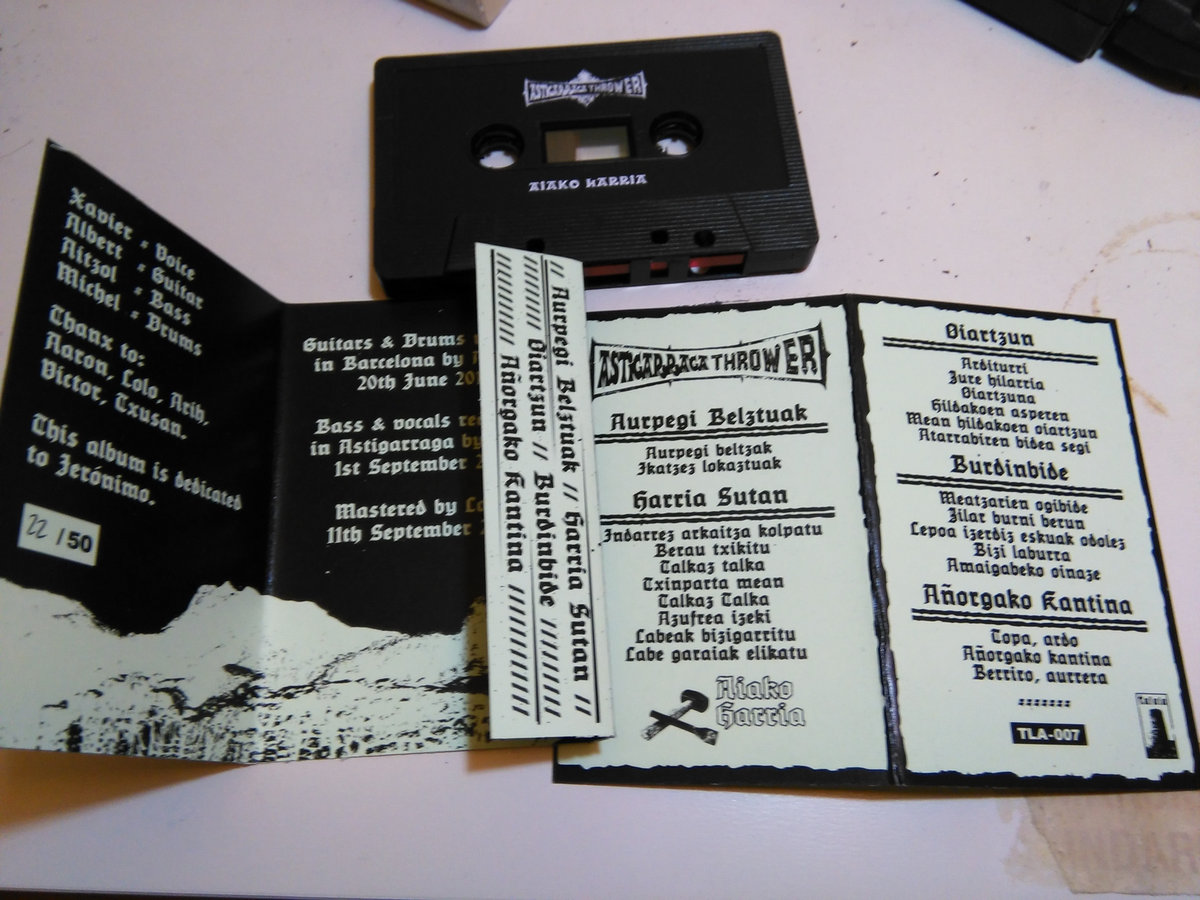 ASTIGARRAGA THROWER
AIAKO HARRIA
Xavier = Voice
Albert = Guitar
Aitzol = Bass
Michel = Drums
Thanx to:
Aaron, Lolo, Arih,
Víctor, Txusan.
This album is dedicated
to Jerónimo.
22 / 50
Guitars & Drums
in Barcelona by
20th June
Bass & vocals
in Astigarraga by
1st September
Mastered by
11th September
// Aurpegi Belztuak // Harria Sutan //
//////// Oiartzun // Burdinbide ////////
////////// Añorgako Kantina //////////
ASTIGARRAGA THROWER
Aurpegi Belztuak
Aurpegi beltzak
Ikatzez lokaztuak
Harria Sutan
Indarrez arkaitza kolpatu
Berau txikitu
Talkaz talka
Txinparta mean
Talkaz Talka
Azufrea izeki
Labeak bizigarritu
Labe garaiak elikatu
Aiako
Harria
Oiartzun
Arditurri
Zure hilarria
Oiartzuna
Hildakoen asperen
Mean hildakoen oiartzun
Atarrabiren bidea segi
Burdinbide
Meatzarien ogibide
Zilar burni berun
Lepoa izerdiz eskuak odolez
Bizi laburra
Amaigabeko oinaze
Añorgako Kantina
Topa, ardo
Añorgako kantina
Berriro, aurrera
=======
TLA-007